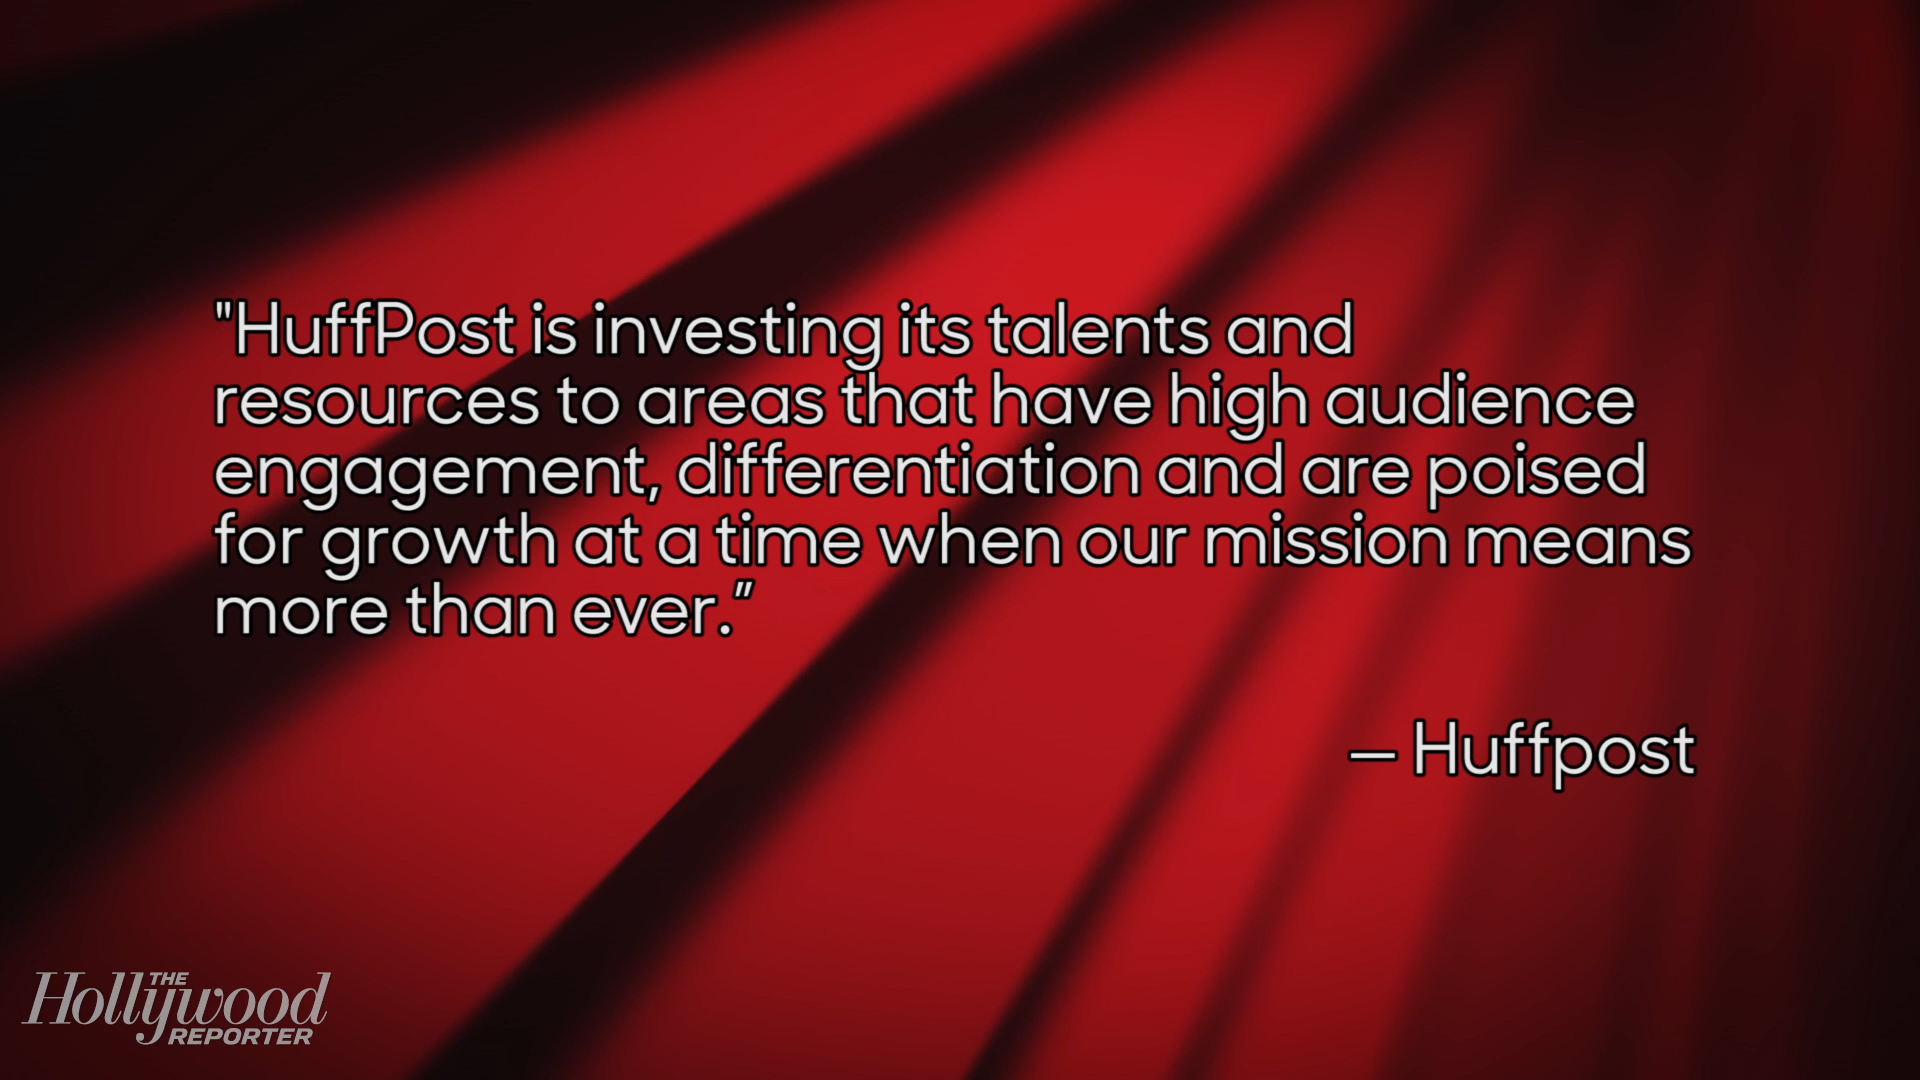 "HuffPost is investing its talents and
resources to areas that have high audience
engagement, differentiation and are poised
for growth at a time when our mission means
more than ever.”
— Huffpost
THE
Hollywood
REPORTER